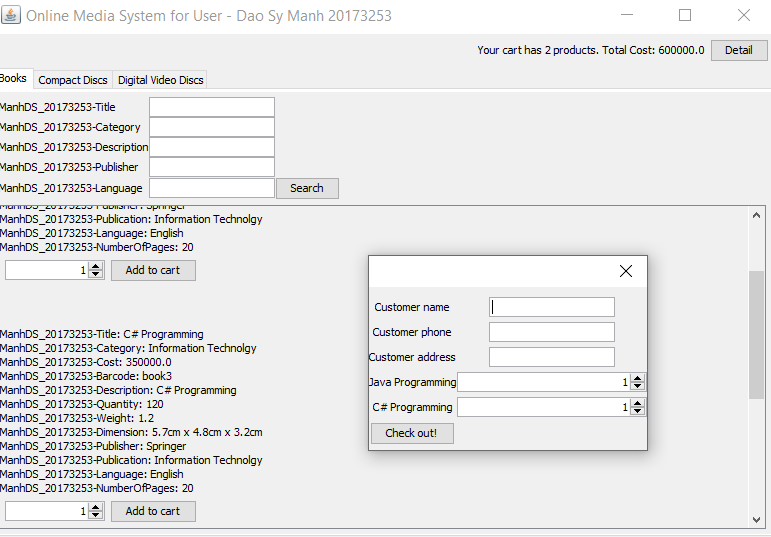 Online Media System for User - Dao Sy Manh 20173253
Your cart has 2 products. Total Cost: 600000.0 Detail
Books Compact Discs Digital Video Discs
ManhDS_20173253-Title
ManhDS_20173253-Category
ManhDS_20173253-Description
ManhDS_20173253-Publisher
ManhDS_20173253-Language Search
ManhDS_20173253-Publisher: Springer
ManhDS_20173253-Publication: Information Technolgy
ManhDS_20173253-Language: English
ManhDS_20173253-NumberOfPages: 20
1 Add to cart
ManhDS_20173253-Title: C# Programming
ManhDS_20173253-Category: Information Technolgy
ManhDS_20173253-Cost: 350000.0
ManhDS_20173253-Barcode: book3
ManhDS_20173253-Description: C# Programming
ManhDS_20173253-Quantity: 120
ManhDS_20173253-Weight: 1.2
ManhDS_20173253-Dimension: 5.7cm x 4.8cm x 3.2cm
ManhDS_20173253-Publisher: Springer
ManhDS_20173253-Publication: Information Technolgy
ManhDS_20173253-Language: English
ManhDS_20173253-NumberOfPages: 20
1 Add to cart
Customer name
Customer phone
Customer address
Java Programming 1
C# Programming 1
Check out!